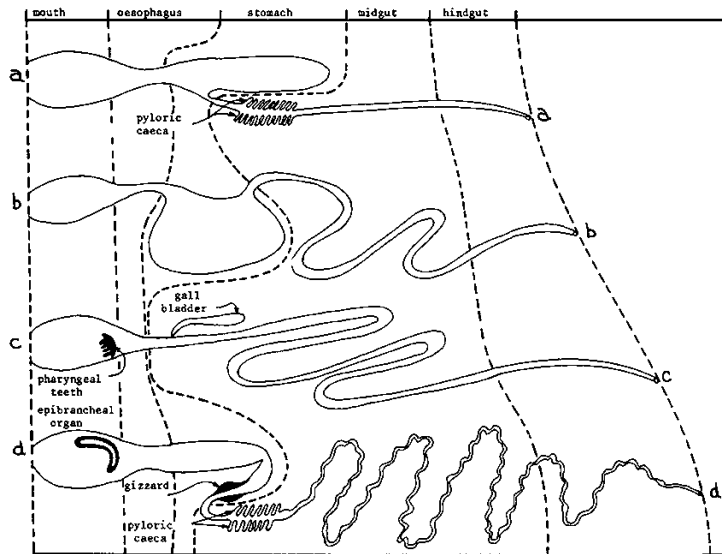 mouth oesophagus stomach midgut hindgut
a
pyloric
caeca
a
b
b
gall
bladder
c
pharyngeal
teeth
c
epibrancheal
organ
d
gizzard
pyloric
caeca
d